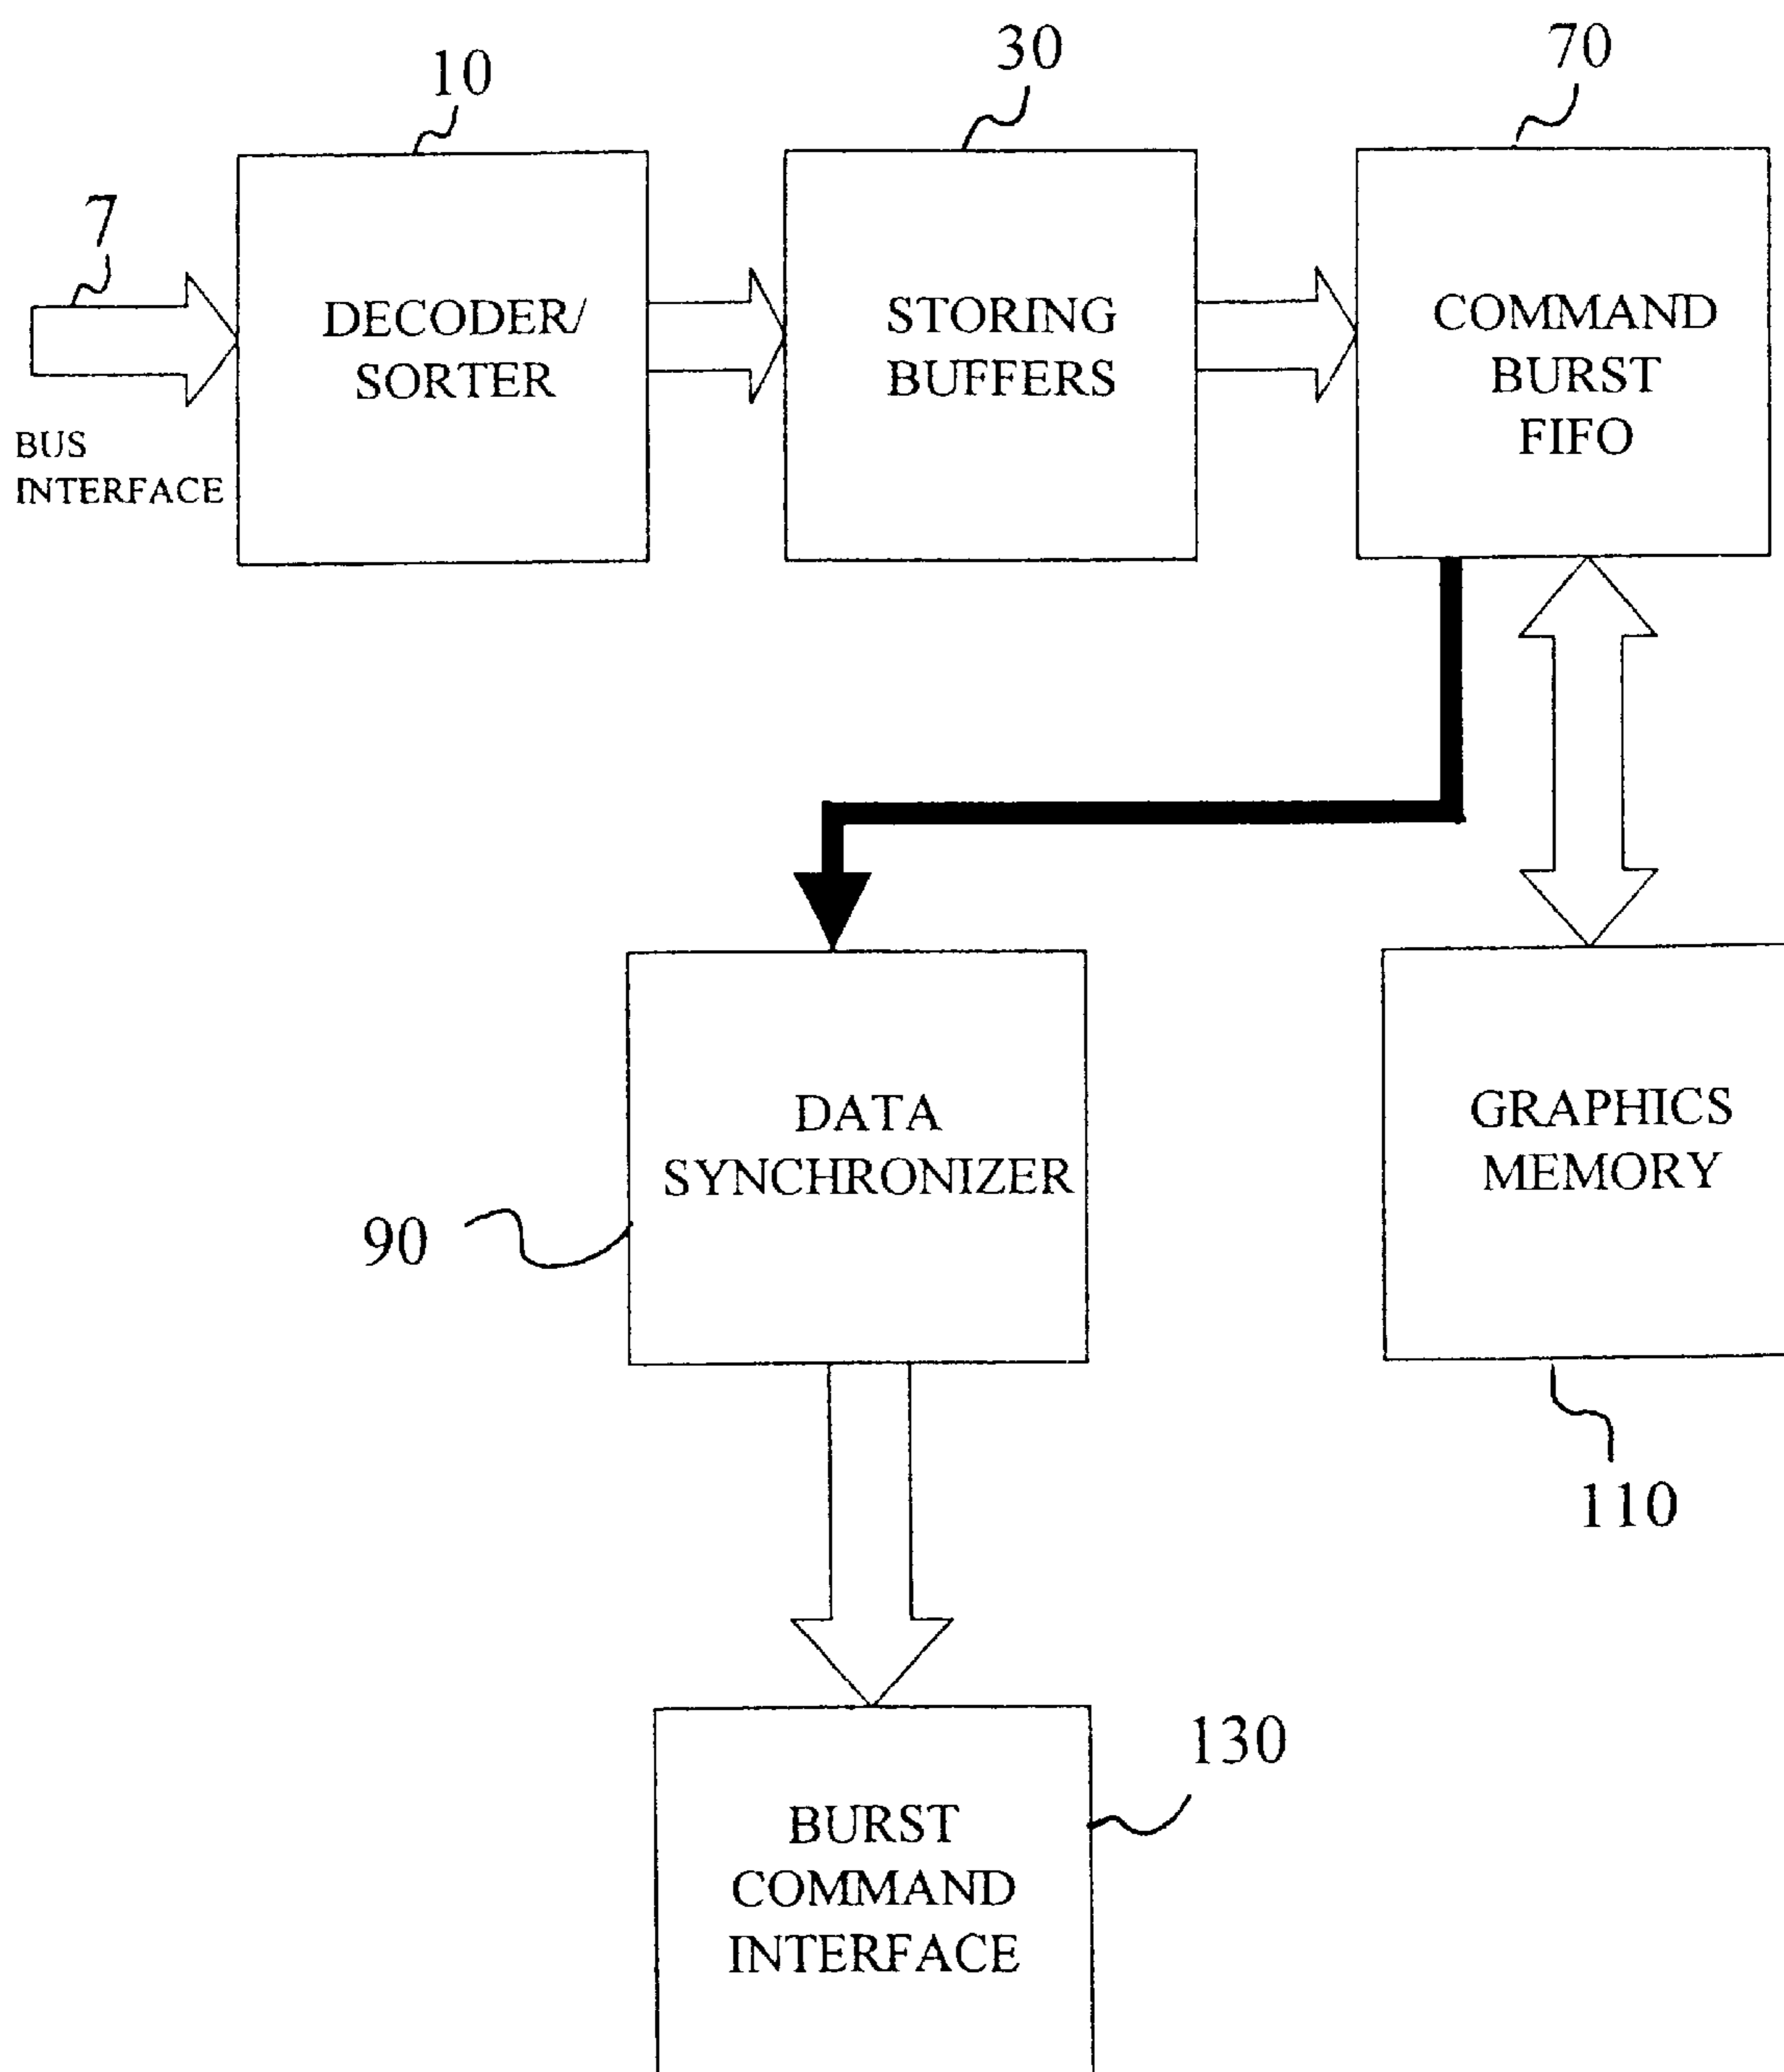 10
30
70
7
DECODER/
SORTER
STORING
BUFFERS
COMMAND
BURST
FIFO
BUS
INTERFACE
DATA
SYNCHRONIZER
GRAPHICS
MEMORY
90
110
130
BURST
COMMAND
INTERFACE